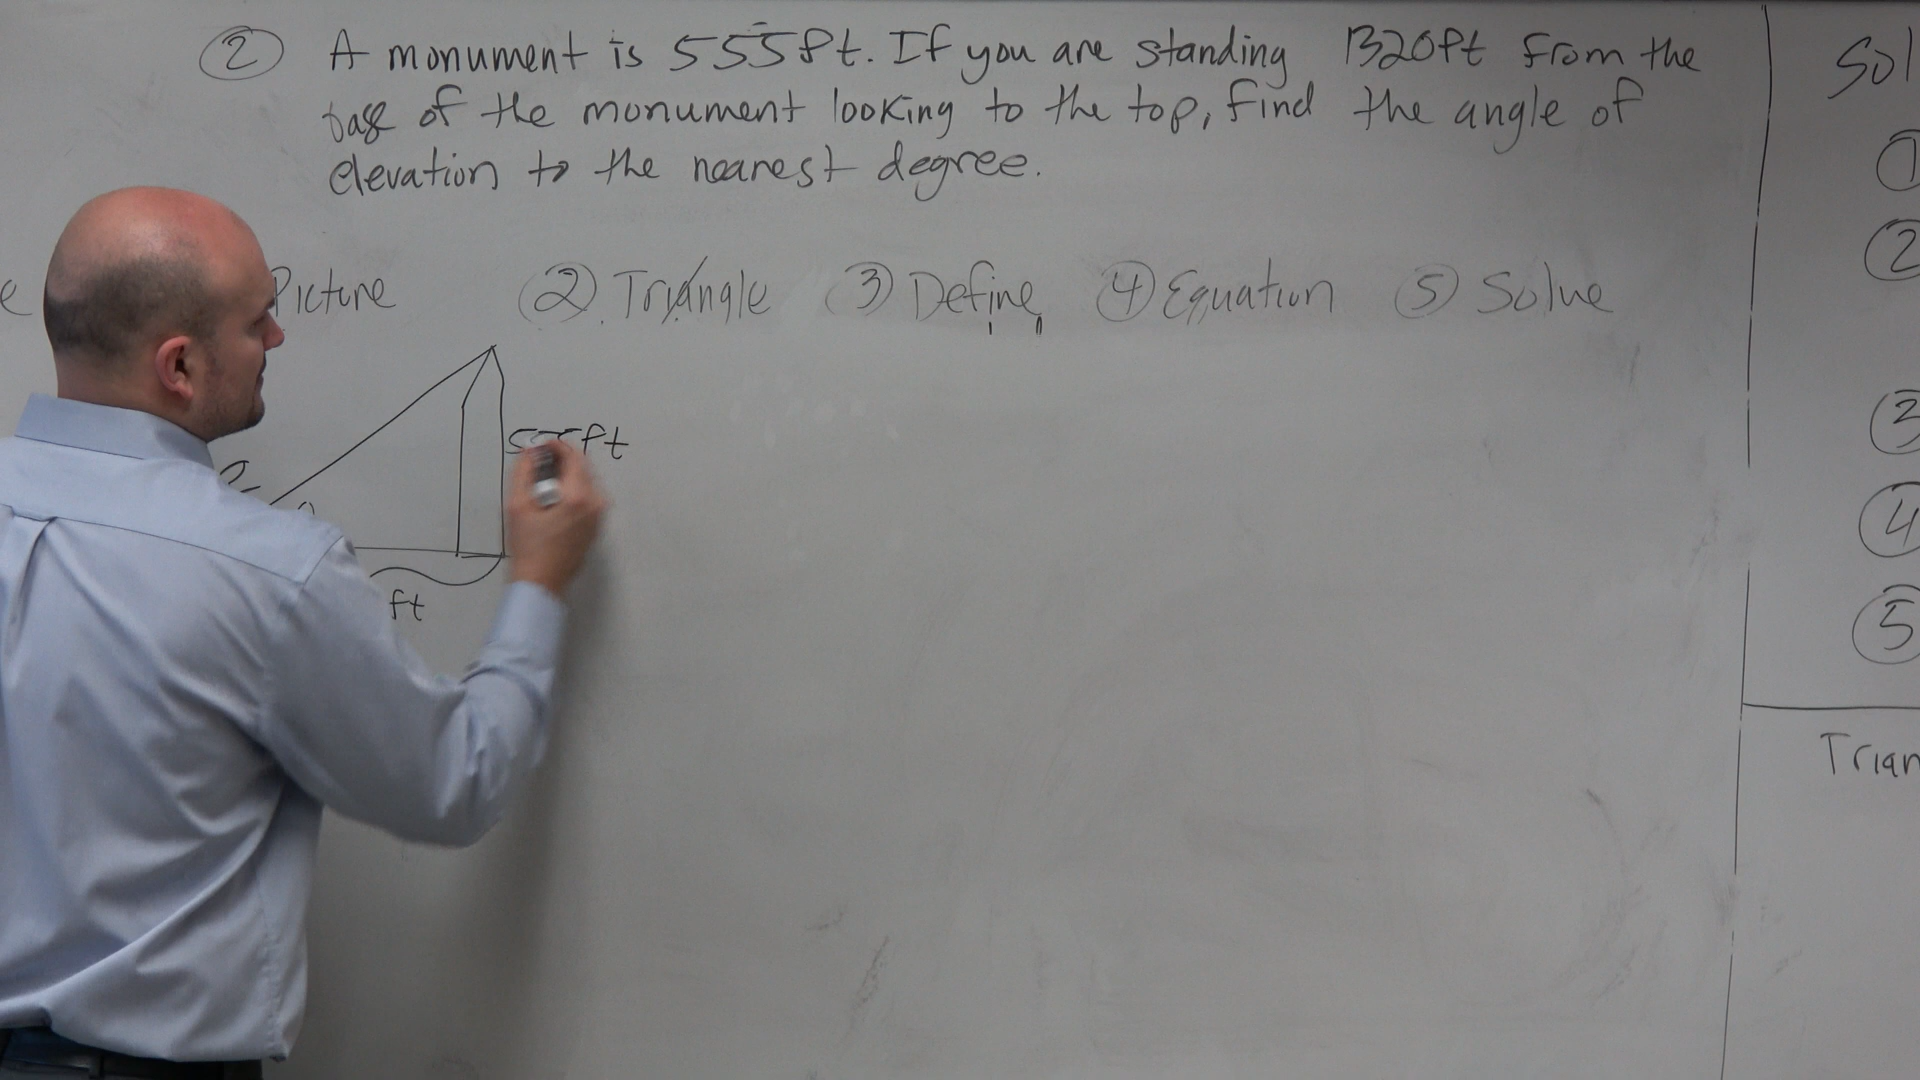 ② A monument is 555ft. If you are standing 1320ft from the
base of the monument looking to the top, find the angle of
elevation to the nearest degree.
Picture ② Triangle ③ Define ④ Equation ⑤ Solve
555ft
ft
Sol
①
②
③
④
⑤
Trian